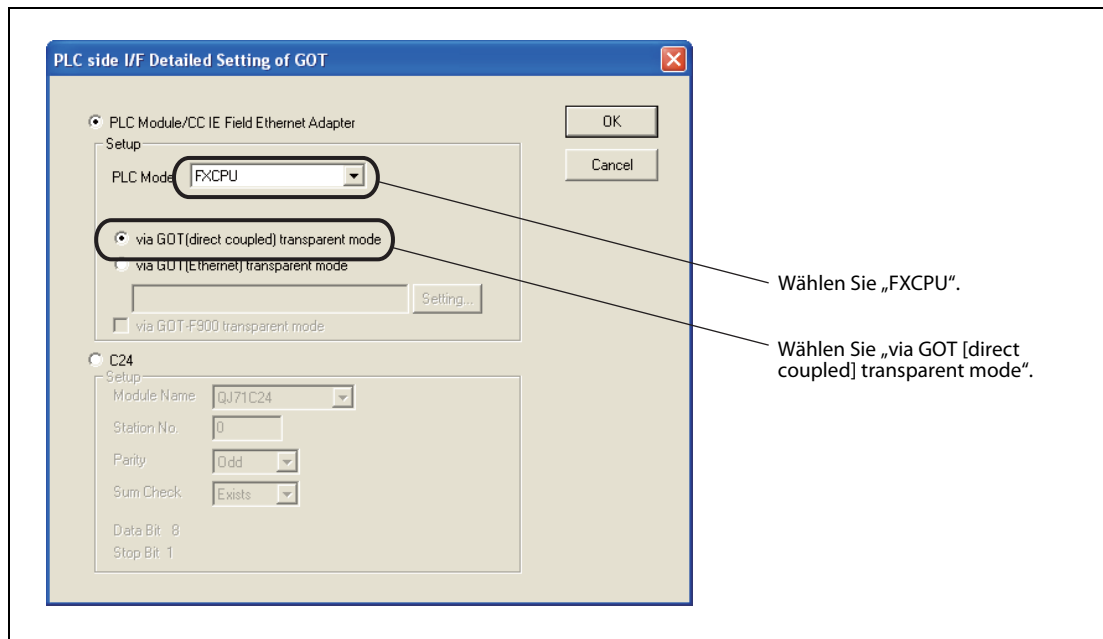 PLC side I/F Detailed Setting of GOT
PLC Module/CC IE Field Ethernet Adapter
OK
Setup
Cancel
PLC Mode
FXCPU
via GOT(direct coupled) transparent mode
via GOT(Ethernet) transparent mode
Setting...
via GOT-F900 transparent mode
Wählen Sie „FXCPU“.
Wählen Sie „via GOT [direct
coupled] transparent mode“.
C24
Setup
Module Name
QJ71C24
Station No.
0
Parity
Odd
Sum Check
Exists
Data Bit 8
Stop Bit 1